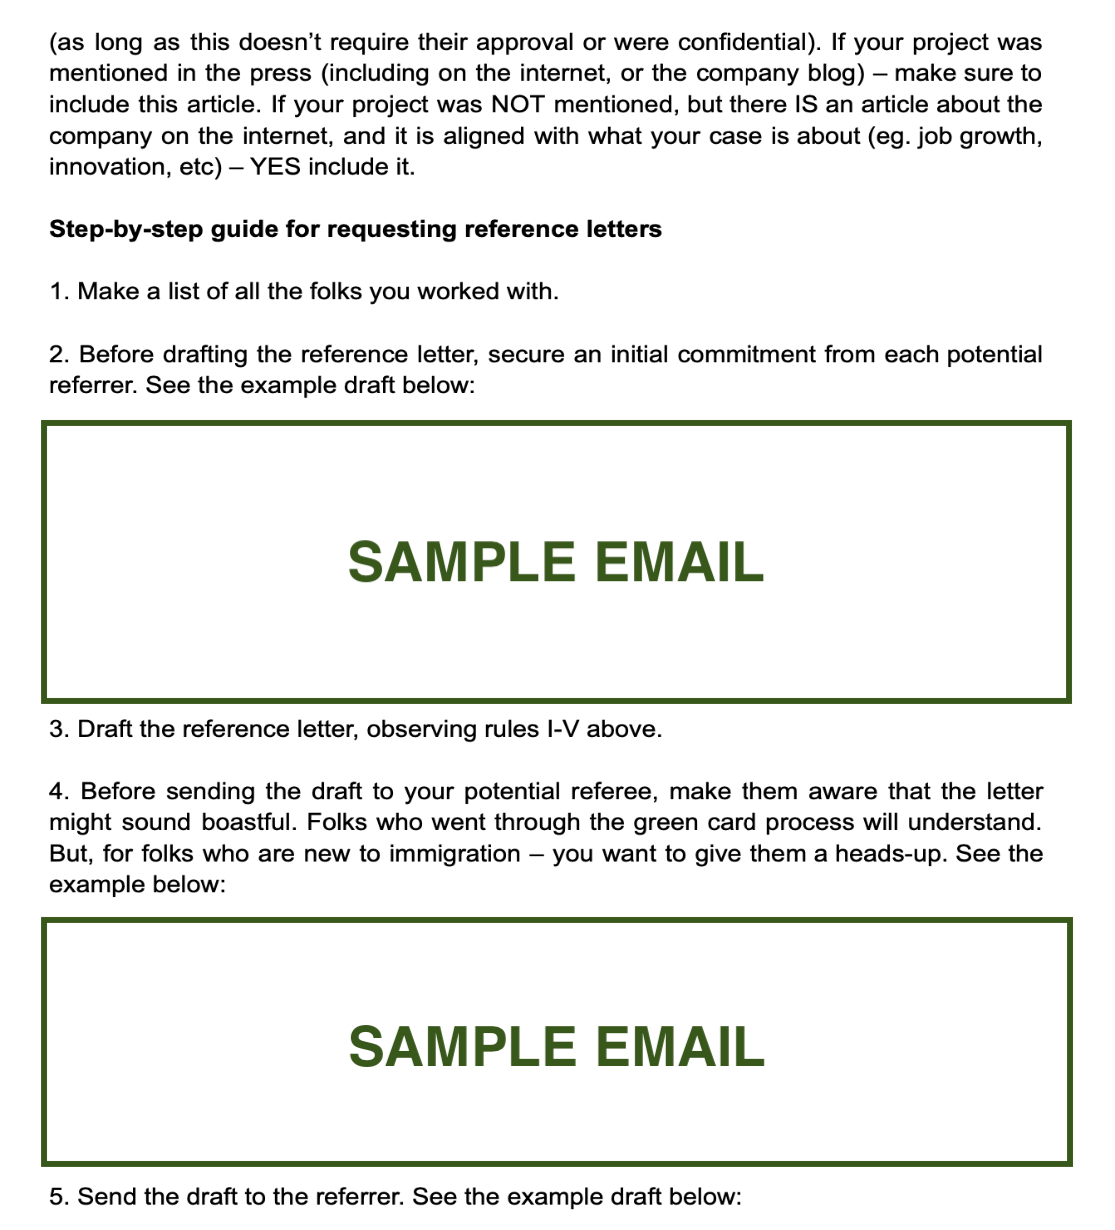 (as long as this doesn’t require their approval or were confidential). If your project was
mentioned in the press (including on the internet, or the company blog) – make sure to
include this article. If your project was NOT mentioned, but there IS an article about the
company on the internet, and it is aligned with what your case is about (eg. job growth,
innovation, etc) – YES include it.
Step-by-step guide for requesting reference letters
1. Make a list of all the folks you worked with.
2. Before drafting the reference letter, secure an initial commitment from each potential
referrer. See the example draft below:
SAMPLE EMAIL
3. Draft the reference letter, observing rules I-V above.
4. Before sending the draft to your potential referee, make them aware that the letter
might sound boastful. Folks who went through the green card process will understand.
But, for folks who are new to immigration – you want to give them a heads-up. See the
example below:
SAMPLE EMAIL
5. Send the draft to the referrer. See the example draft below: